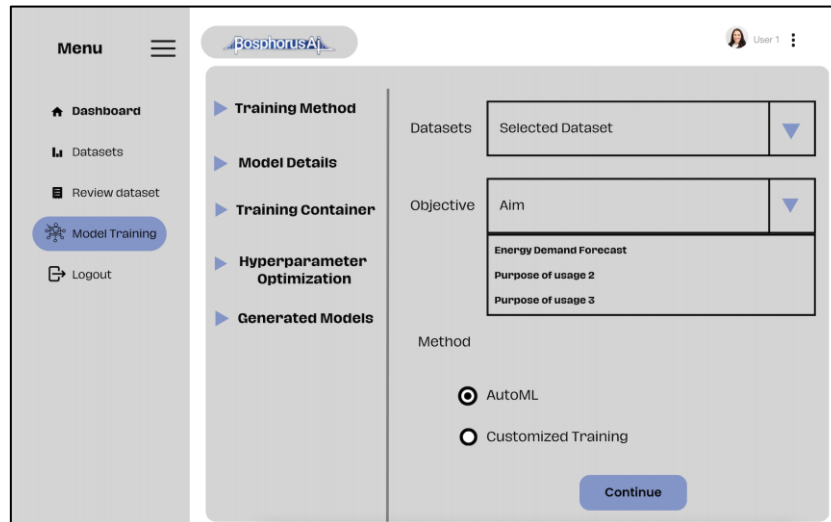 Menu
BosphorusAi
User 1
Dashboard
Datasets
Review dataset
Model Training
Logout
Training Method
Model Details
Training Container
Hyperparameter
Optimization
Generated Models
Datasets
Selected Dataset
Objective
Aim
Energy Demand Forecast
Purpose of usage 2
Purpose of usage 3
Method
AutoML
Customized Training
Continue